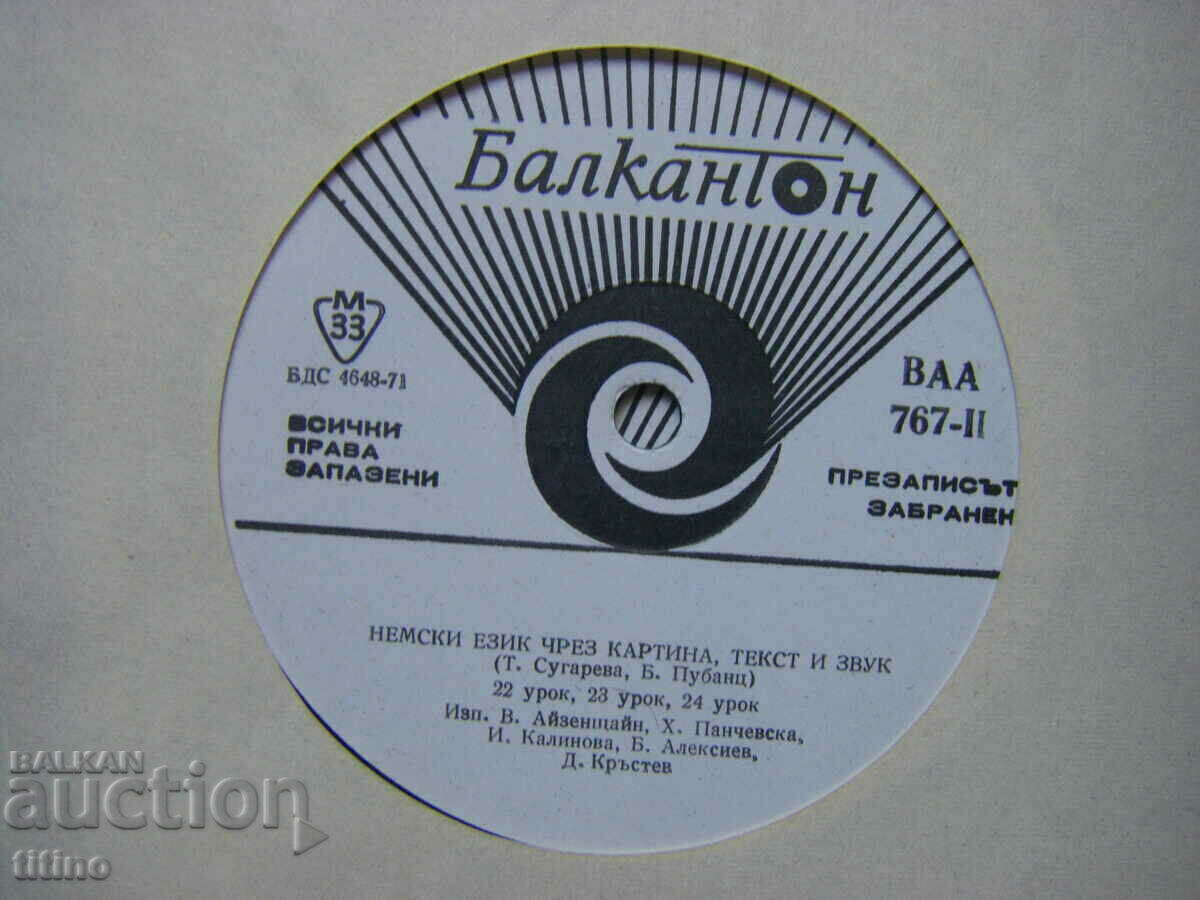 Балкантон
М
33
БДС 4648-71
ВСИЧКИ
ПРАВА
ЗАПАЗЕНИ
ВАА
767-II
ПРЕЗАПИСЪТ
ЗАБРАНЕН
НЕМСКИ ЕЗИК ЧРЕЗ КАРТИНА, ТЕКСТ И ЗВУК
(Т. Сугарева, Б. Пубанц)
22 урок, 23 урок, 24 урок
Изп. В. Айзенщайн, Х. Панчевска,
И. Калинова, Б. Алексиев,
Д. Кръстев
BALKAN
auction
titino